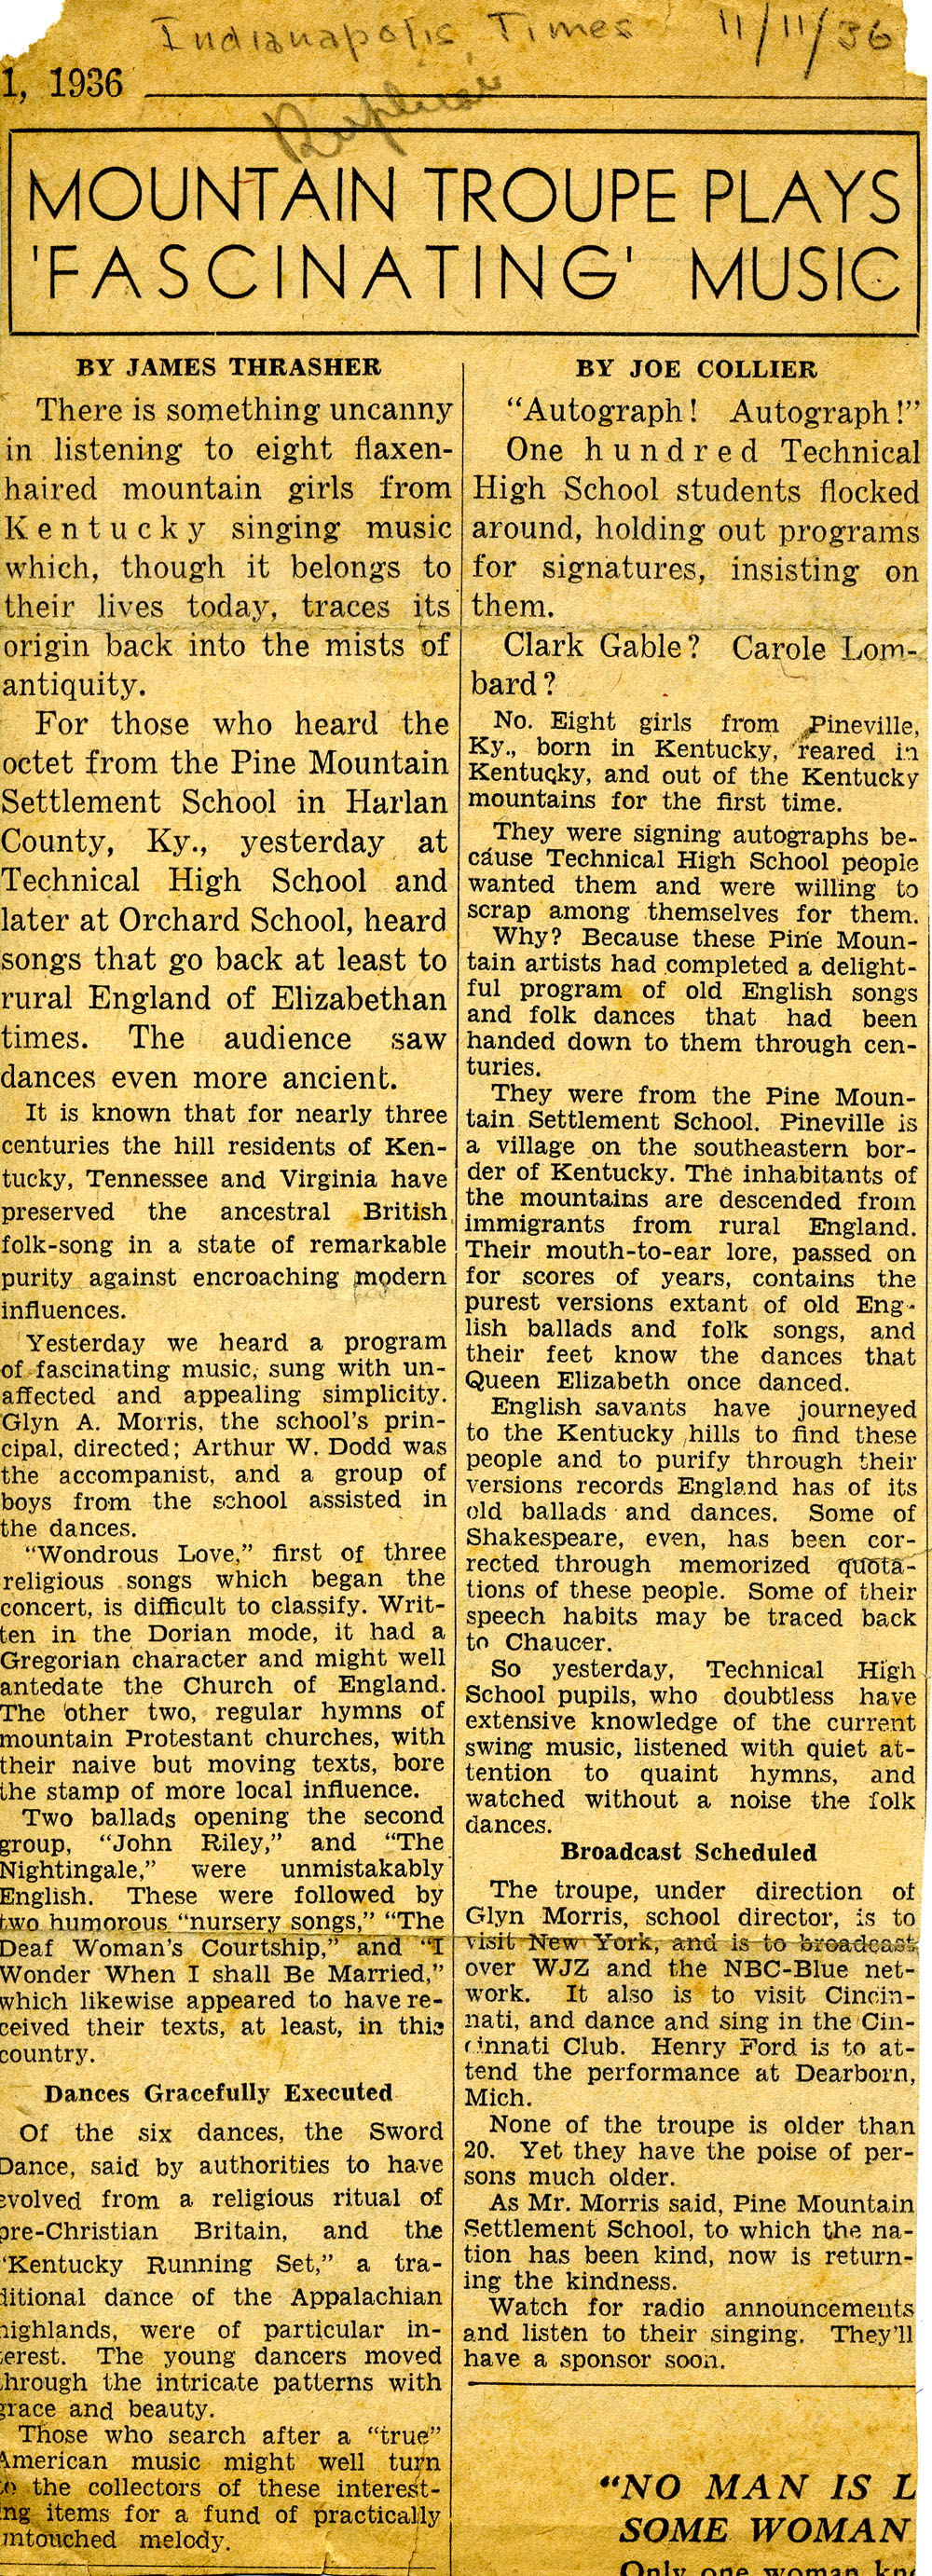 Indianapolis, Times 11/11/36
1, 1936
MOUNTAIN TROUPE PLAYS
'FASCINATING' MUSIC
BY JAMES THRASHER
There is something uncanny
in listening to eight flaxen-
haired mountain girls from
Kentucky singing music
which, though it belongs to
their lives today, traces its
origin back into the mists of
antiquity.
For those who heard the
octet from the Pine Mountain
Settlement School in Harlan
County, Ky., yesterday at
Technical High School and
later at Orchard School, heard
songs that go back at least to
rural England of Elizabethan
times. The audience saw
dances even more ancient.
It is known that for nearly three
centuries the hill residents of Ken-
tucky, Tennessee and Virginia have
preserved the ancestral British
folk-song in a state of remarkable
purity against encroaching modern
influences.
Yesterday we heard a program
of fascinating music, sung with un-
affected and appealing simplicity.
Glyn A. Morris, the school's prin-
cipal, directed; Arthur W. Dodd was
the accompanist, and a group of
boys from the school assisted in
the dances.
"Wondrous Love," first of three
religious songs which began the
concert, is difficult to classify. Writ-
ten in the Dorian mode, it had a
Gregorian character and might well
antedate the Church of England.
The other two, regular hymns of
mountain Protestant churches, with
their naive but moving texts, bore
the stamp of more local influence.
Two ballads opening the second
group, "John Riley," and "The
Nightingale," were unmistakably
English. These were followed by
two humorous "nursery songs," "The
Deaf Woman's Courtship," and "I
Wonder When I shall Be Married,"
which likewise appeared to have re-
ceived their texts, at least, in this
country.
Dances Gracefully Executed
Of the six dances, the Sword
Dance, said by authorities to have
evolved from a religious ritual of
pre-Christian Britain, and the
"Kentucky Running Set," a tra-
ditional dance of the Appalachian
highlands, were of particular in-
terest. The young dancers moved
through the intricate patterns with
grace and beauty.
Those who search after a "true"
American music might well turn
to the collectors of these interest-
ing items for a fund of practically
untouched melody.
BY JOE COLLIER
"Autograph! Autograph!"
One hundred Technical
High School students flocked
around, holding out programs
for signatures, insisting on
them.
Clark Gable? Carole Lom-
bard?
No. Eight girls from Pineville,
Ky., born in Kentucky, reared in
Kentucky, and out of the Kentucky
mountains for the first time.
They were signing autographs be-
cause Technical High School people
wanted them and were willing to
scrap among themselves for them.
Why? Because these Pine Moun-
tain artists had completed a delight-
ful program of old English songs
and folk dances that had been
handed down to them through cen-
turies.
They were from the Pine Moun-
tain Settlement School. Pineville is
a village on the southeastern bor-
der of Kentucky. The inhabitants of
the mountains are descended from
immigrants from rural England.
Their mouth-to-ear lore, passed on
for scores of years, contains the
purest versions extant of old Eng-
lish ballads and folk songs, and
their feet know the dances that
Queen Elizabeth once danced.
English savants have journeyed
to the Kentucky hills to find these
people and to purify through their
versions records England has of its
old ballads and dances. Some of
Shakespeare, even, has been cor-
rected through memorized quota-
tions of these people. Some of their
speech habits may be traced back
to Chaucer.
So yesterday, Technical High
School pupils, who doubtless have
extensive knowledge of the current
swing music, listened with quiet at-
tention to quaint hymns, and
watched without a noise the folk
dances.
Broadcast Scheduled
The troupe, under direction of
Glyn Morris, school director, is to
visit New York, and is to broadcast
over WJZ and the NBC-Blue net-
work. It also is to visit Cincin-
nati, and dance and sing in the Cin-
cinnati Club. Henry Ford is to at-
tend the performance at Dearborn,
Mich.
None of the troupe is older than
20. Yet they have the poise of per-
sons much older.
As Mr. Morris said, Pine Mountain
Settlement School, to which the na-
tion has been kind, now is return-
ing the kindness.
Watch for radio announcements
and listen to their singing. They'll
have a sponsor soon.
"NO MAN IS L
SOME WOMAN
Only one woman kn